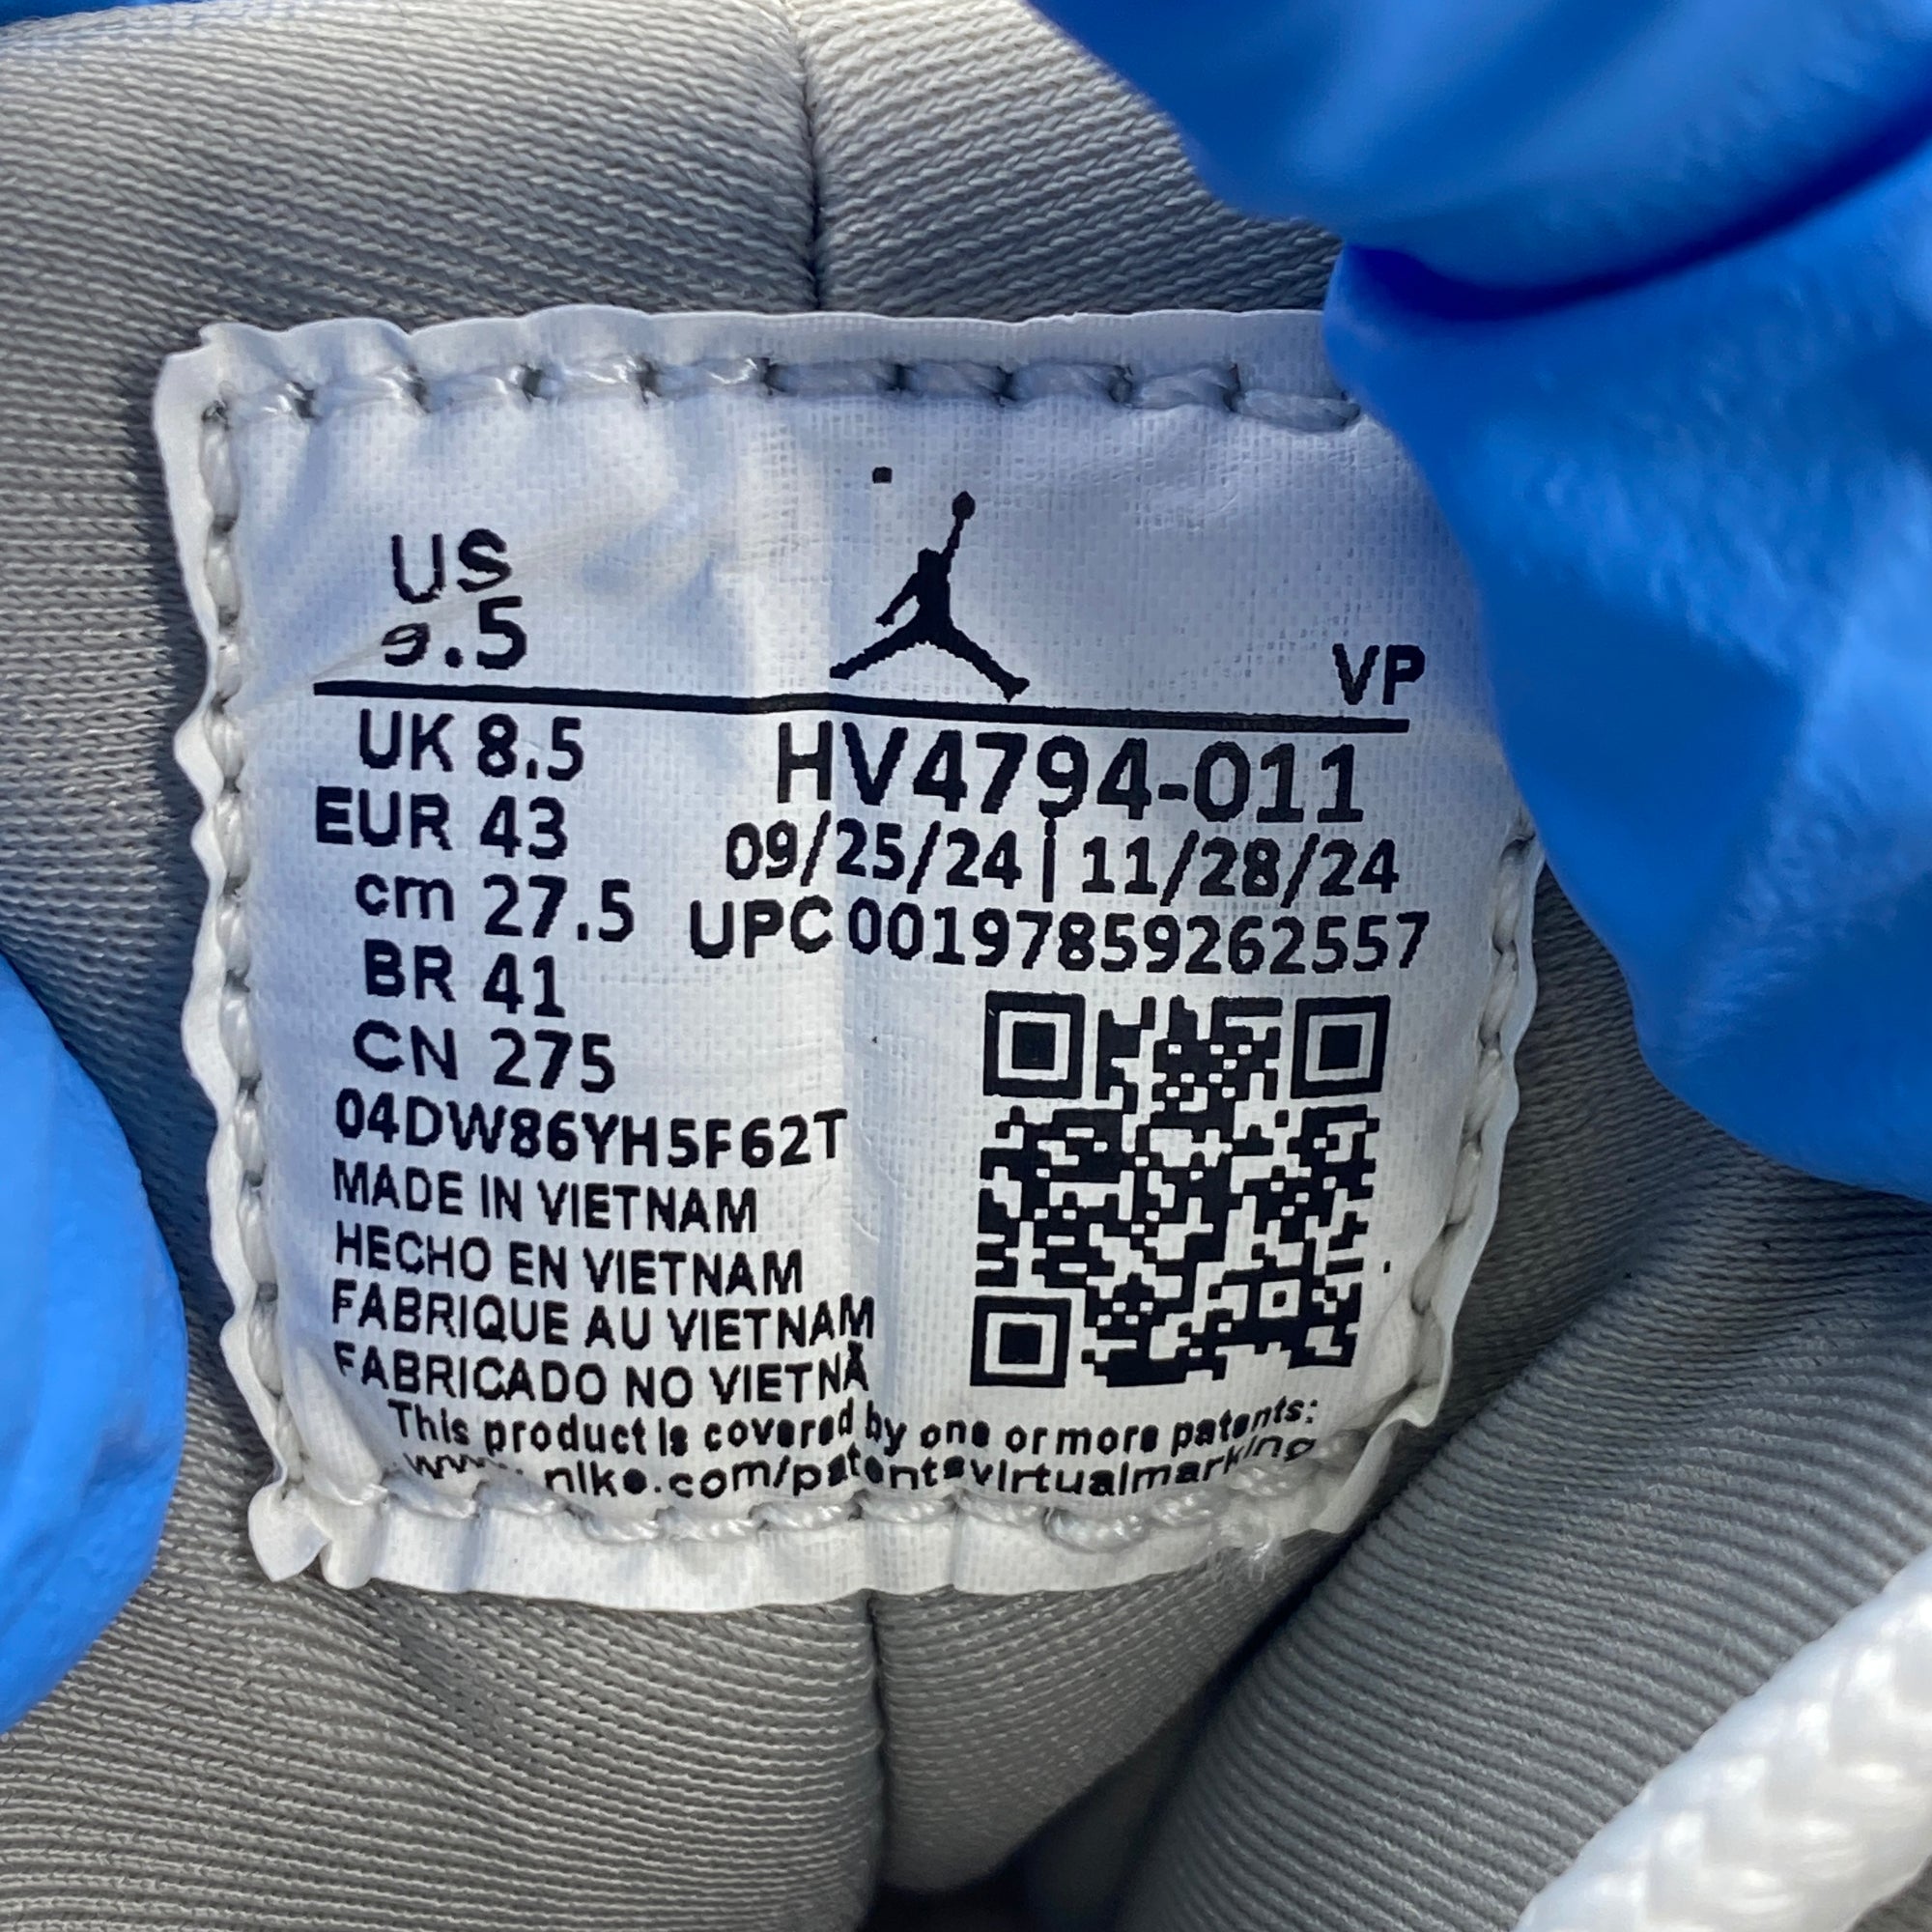 US
9.5
VP
UK 8.5
EUR 43
cm 27.5
BR 41
CN 275
HV4794-011
09/25/24 | 11/28/24
UPC 00197859262557
04DW86YH5F62T
MADE IN VIETNAM
HECHO EN VIETNAM
FABRIQUE AU VIETNAM
FABRICADO NO VIETNÃ
This product is covered by one or more patents:
www.nike.com/patentsvirtualmarking